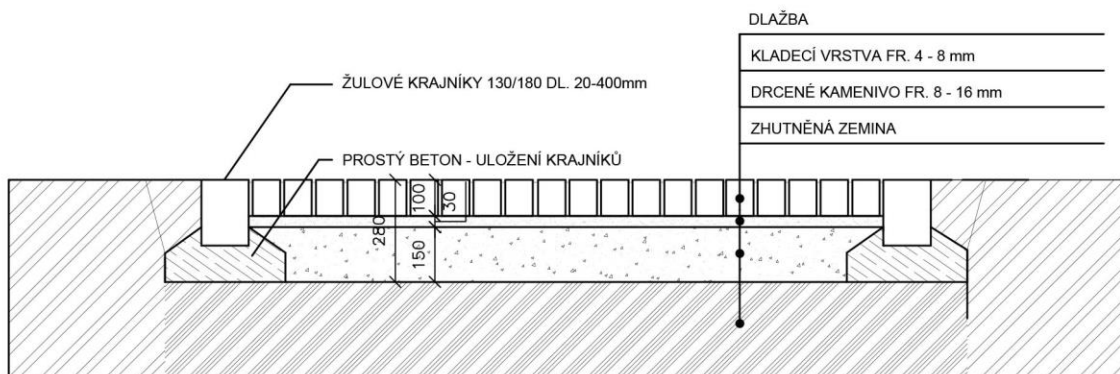 DLAŽBA
KLADECÍ VRSTVA FR. 4 - 8 mm
ŽULOVÉ KRAJNÍKY 130/180 DL. 20-400mm
DRCENÉ KAMENIVO FR. 8 - 16 mm
ZHUTNĚNÁ ZEMINA
PROSTÝ BETON - ULOŽENÍ KRAJNÍKŮ
280
100
30
150